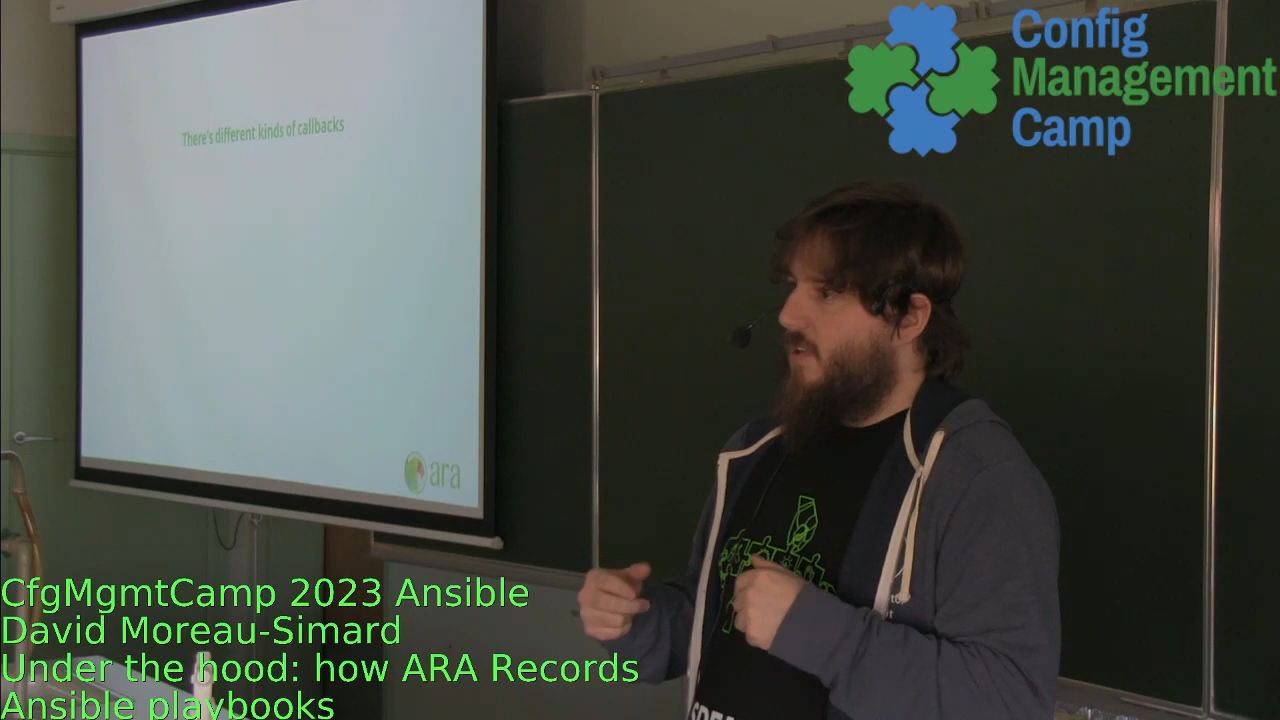 Config
Management
Camp
There's different kinds of callbacks
ara
CfgMgmtCamp 2023 Ansible
David Moreau-Simard
Under the hood: how ARA Records
Ansible playbooks